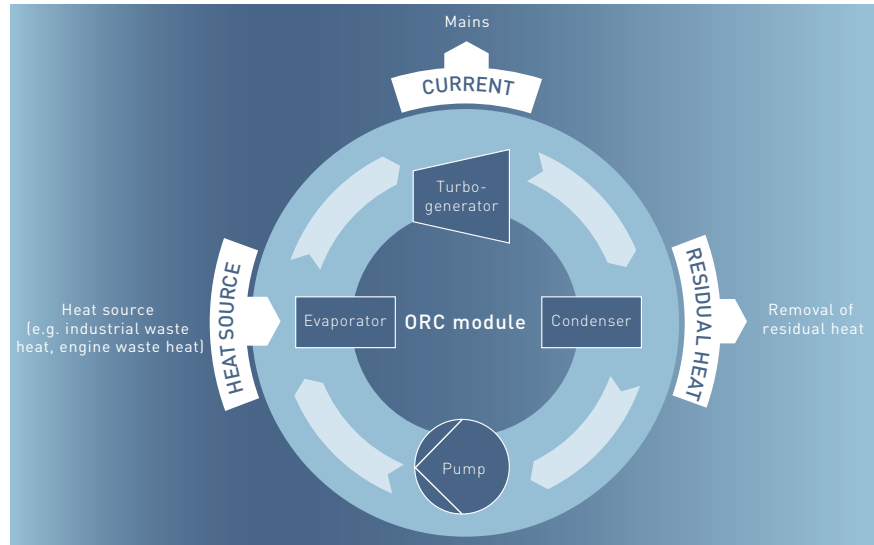 Mains
CURRENT
Turbo-
generator
HEAT SOURCE
Heat source
(e.g. industrial waste
heat, engine waste heat)
Evaporator
ORC module
Condenser
RESIDUAL HEAT
Removal of
residual heat
Pump